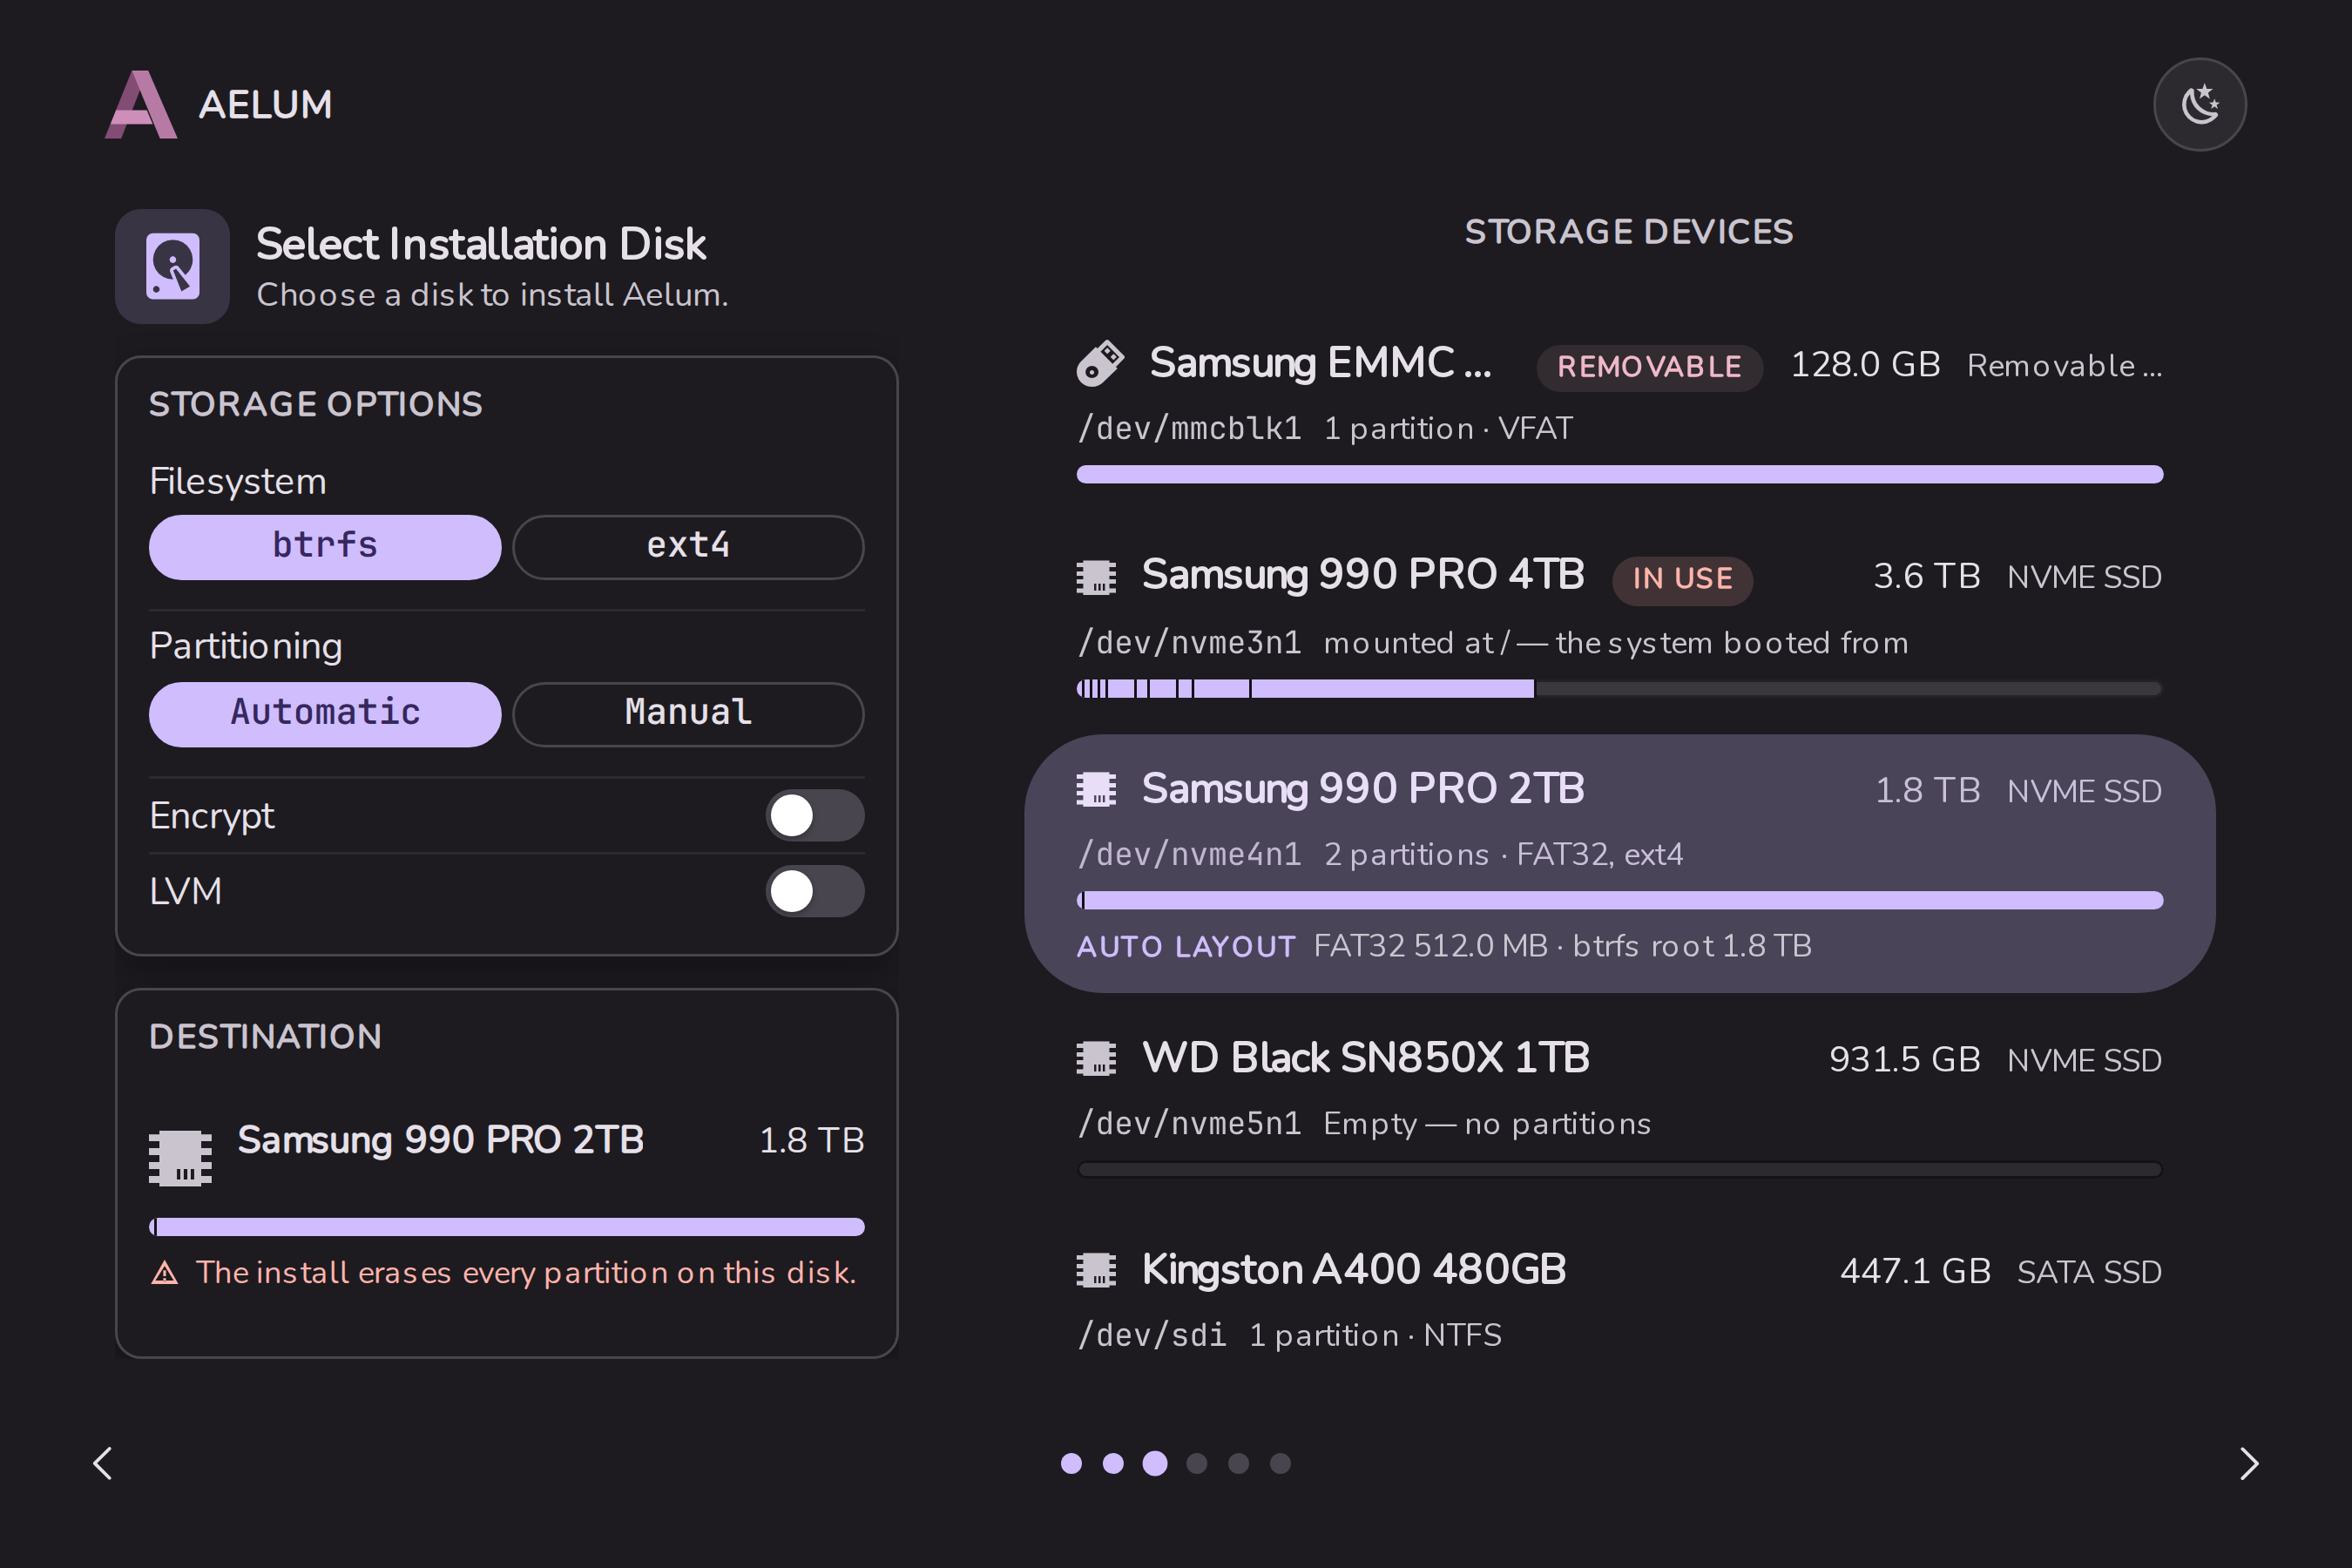 AELUM
Select Installation Disk
Choose a disk to install Aelum.
STORAGE OPTIONS
Filesystem
btrfs ext4
Partitioning
Automatic Manual
Encrypt
LVM
DESTINATION
Samsung 990 PRO 2TB 1.8 TB
The install erases every partition on this disk.
STORAGE DEVICES
Samsung EMMC ... REMOVABLE 128.0 GB Removable ...
/dev/mmcblk1 1 partition · VFAT
Samsung 990 PRO 4TB IN USE 3.6 TB NVME SSD
/dev/nvme3n1 mounted at / — the system booted from
Samsung 990 PRO 2TB 1.8 TB NVME SSD
/dev/nvme4n1 2 partitions · FAT32, ext4
AUTO LAYOUT FAT32 512.0 MB · btrfs root 1.8 TB
WD Black SN850X 1TB 931.5 GB NVME SSD
/dev/nvme5n1 Empty — no partitions
Kingston A400 480GB 447.1 GB SATA SSD
/dev/sdi 1 partition · NTFS